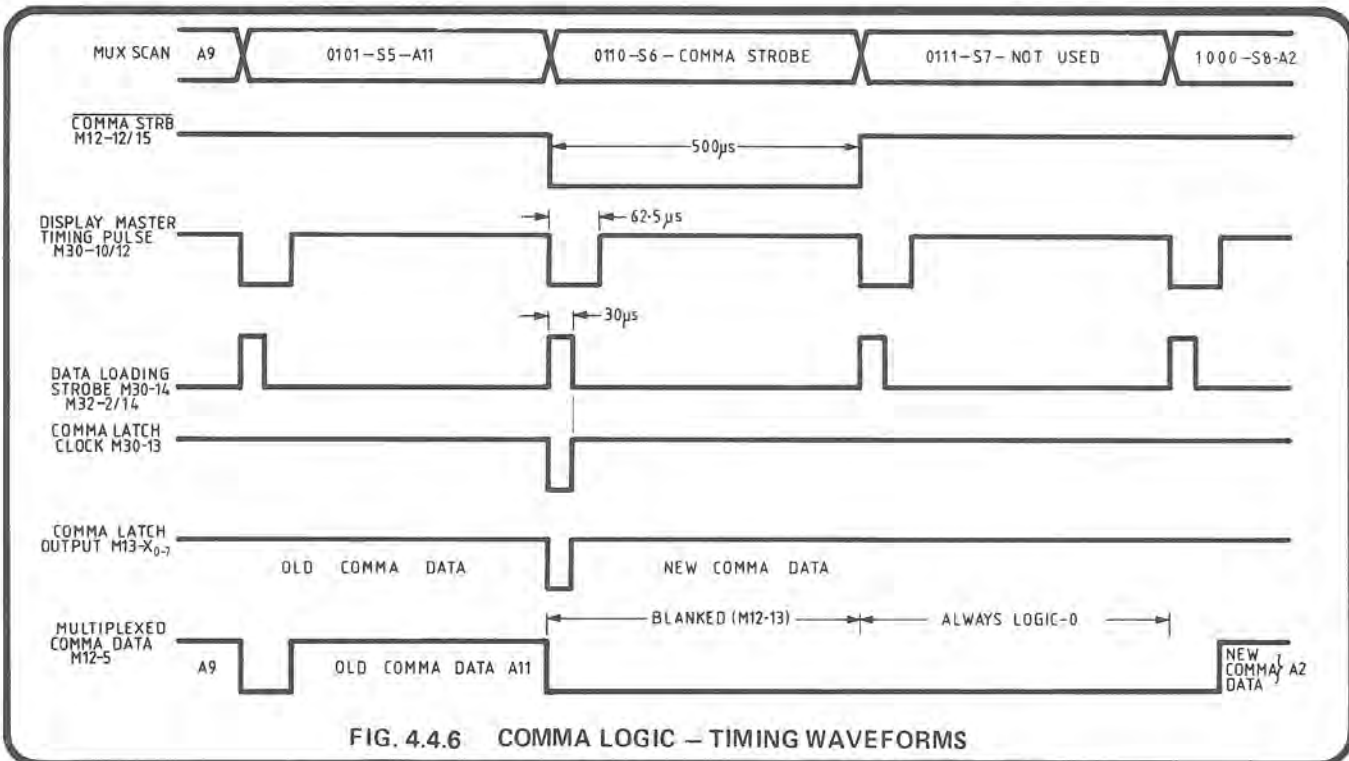 MUX SCAN A9 0101-S5-A11 0110-S6-COMMA STROBE 0111-S7-NOT USED 1000-S8-A2
COMMA STRB
M12-12/15
500µs
62·5 µs
DISPLAY MASTER
TIMING PULSE
M30-10/12
30µs
DATA LOADING
STROBE M30-14
M32-2/14
COMMA LATCH
CLOCK M30-13
COMMA LATCH
OUTPUT M13-X0-7
OLD COMMA DATA NEW COMMA DATA
BLANKED (M12-13) ALWAYS LOGIC-0
MULTIPLEXED
COMMA DATA
M12-5
A9 OLD COMMA DATA A11
NEW
COMMA } A2
DATA
FIG. 4.4.6 COMMA LOGIC – TIMING WAVEFORMS